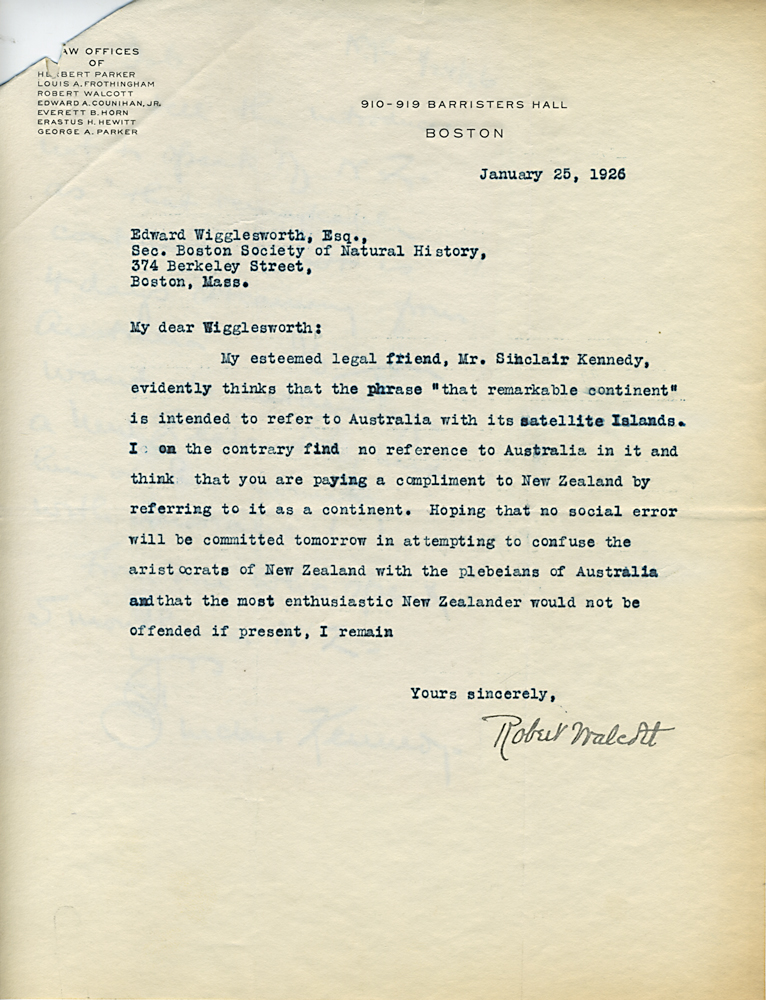 AW OFFICES
OF
HERBERT PARKER
LOUIS A. FROTHINGHAM
ROBERT WALCOTT
EDWARD A. COUNIHAN, JR.
EVERETT B. HORN
ERASTUS H. HEWITT
GEORGE A. PARKER
910-919 BARRISTERS HALL
BOSTON
January 25, 1926
Edward Wigglesworth, Esq.,
Sec. Boston Society of Natural History,
374 Berkeley Street,
Boston, Mass.
My dear Wigglesworth:
My esteemed legal friend, Mr. Sinclair Kennedy,
evidently thinks that the phrase "that remarkable continent"
is intended to refer to Australia with its satellite Islands.
I on the contrary find no reference to Australia in it and
think that you are paying a compliment to New Zealand by
referring to it as a continent. Hoping that no social error
will be committed tomorrow in attempting to confuse the
aristocrats of New Zealand with the plebeians of Australia
and that the most enthusiastic New Zealander would not be
offended if present, I remain
Yours sincerely,
Robert Walcott